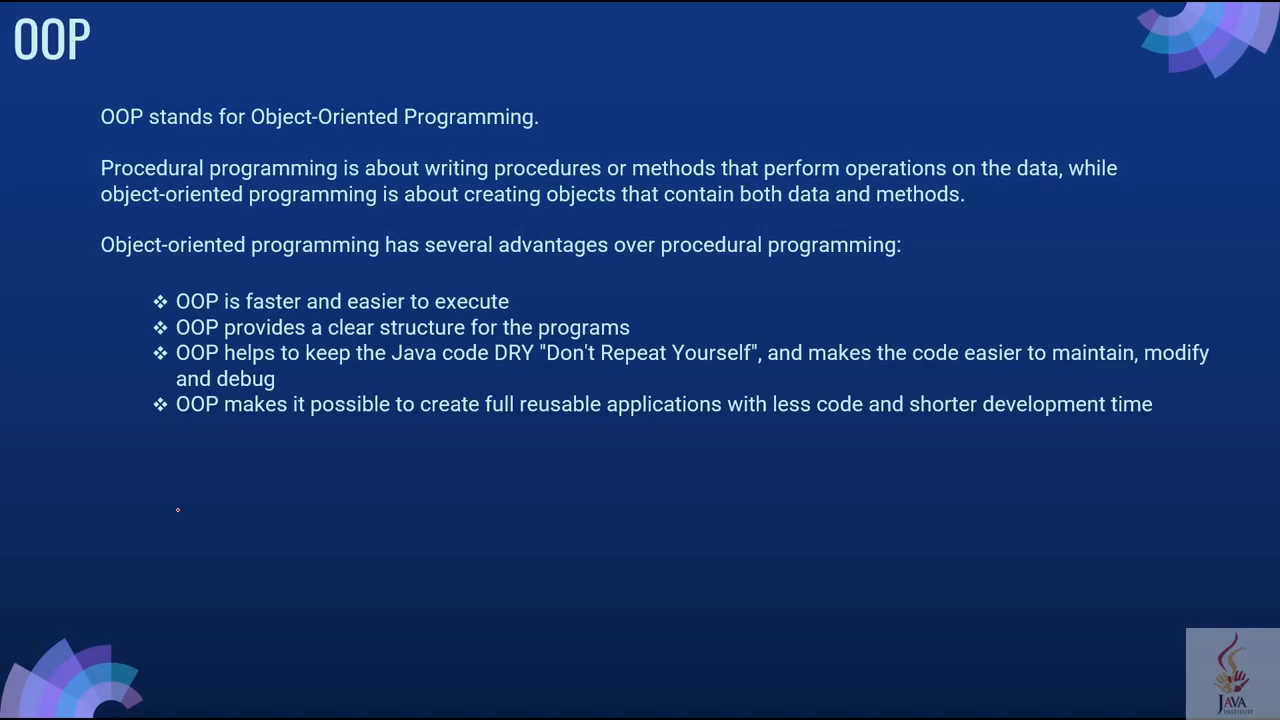 OOP
OOP stands for Object-Oriented Programming.
Procedural programming is about writing procedures or methods that perform operations on the data, while
object-oriented programming is about creating objects that contain both data and methods.
Object-oriented programming has several advantages over procedural programming:
❖ OOP is faster and easier to execute
❖ OOP provides a clear structure for the programs
❖ OOP helps to keep the Java code DRY "Don't Repeat Yourself", and makes the code easier to maintain, modify
and debug
❖ OOP makes it possible to create full reusable applications with less code and shorter development time
JAVA
INSTITUTE